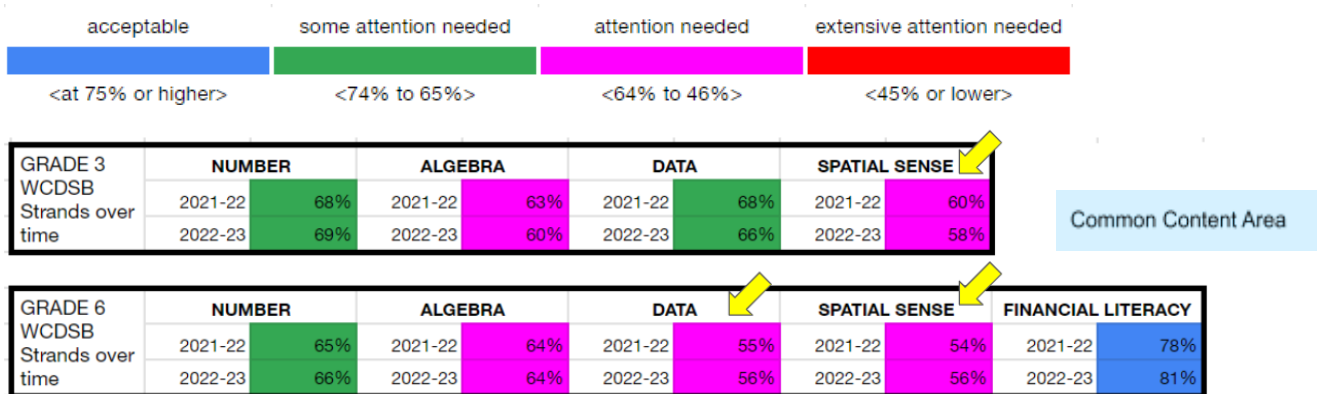 acceptable some attention needed attention needed extensive attention needed
<at 75% or higher> <74% to 65%> <64% to 46%> <45% or lower>
GRADE 3 NUMBER ALGEBRA DATA SPATIAL SENSE
WCDSB
Strands over 2021-22 68% 2021-22 63% 2021-22 68% 2021-22 60%
time 2022-23 69% 2022-23 60% 2022-23 66% 2022-23 58%
Common Content Area
GRADE 6 NUMBER ALGEBRA DATA SPATIAL SENSE FINANCIAL LITERACY
WCDSB
Strands over 2021-22 65% 2021-22 64% 2021-22 55% 2021-22 54% 2021-22 78%
time 2022-23 66% 2022-23 64% 2022-23 56% 2022-23 56% 2022-23 81%